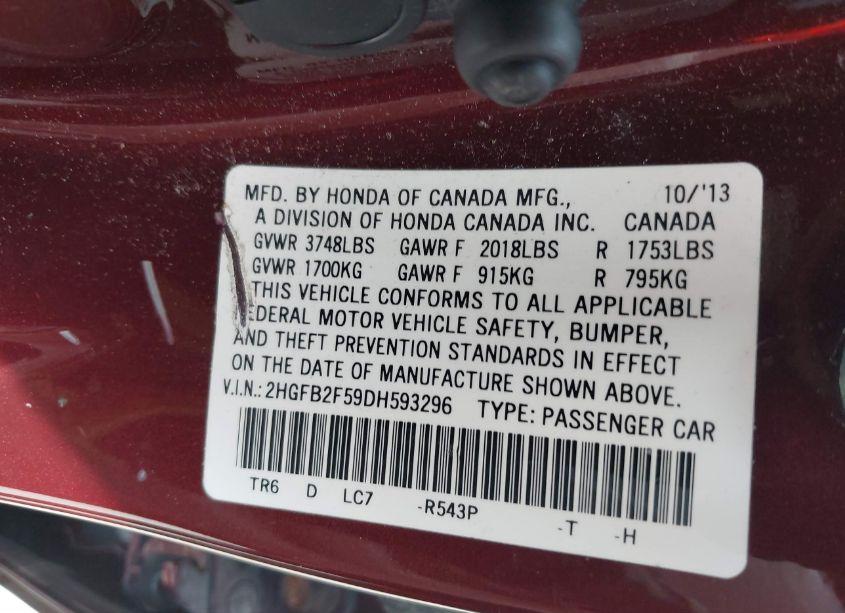 MFD. BY HONDA OF CANADA MFG., 10/'13
A DIVISION OF HONDA CANADA INC. CANADA
GVWR 3748LBS GAWR F 2018LBS R 1753LBS
GVWR 1700KG GAWR F 915KG R 795KG
THIS VEHICLE CONFORMS TO ALL APPLICABLE
FEDERAL MOTOR VEHICLE SAFETY, BUMPER,
AND THEFT PREVENTION STANDARDS IN EFFECT
ON THE DATE OF MANUFACTURE SHOWN ABOVE.
V.I.N.: 2HGFB2F59DH593296 TYPE: PASSENGER CAR
TR6 D LC7 -R543P -T -H